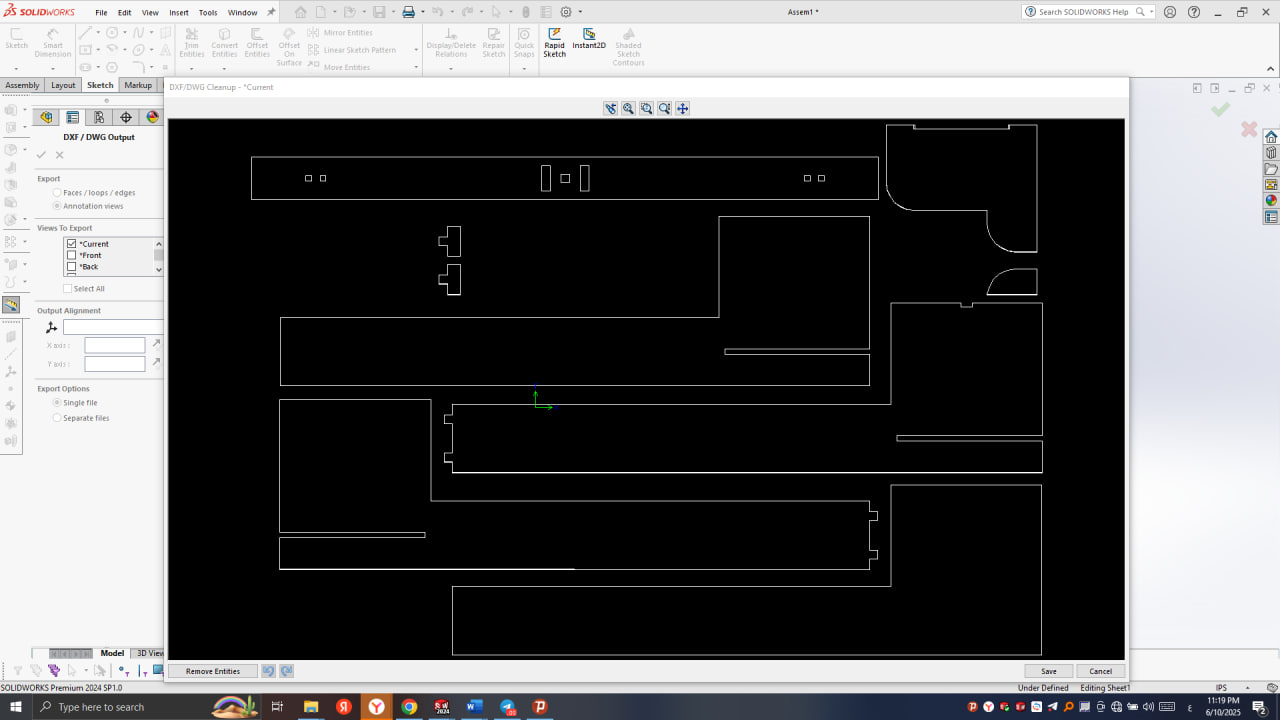 SOLIDWORKS
File Edit View Insert Tools Window
Assem1 *
Search SOLIDWORKS
Sketch
Smart Dimension
Trim Entities
Convert Entities
Offset Entities
Offset On Surface
Mirror Entities
Linear Sketch Pattern
Move Entities
Display/Delete Relations
Repair Sketch
Quick Snaps
Rapid Sketch
Instant2D
Shaded Sketch Contours
Assembly Layout Sketch Markup
DXF/DWG Cleanup - *Current
DXF / DWG Output
Export
Faces / loops / edges
Annotation views
Views To Export
*Current
*Front
*Back
Select All
Output Alignment
X axis :
Y axis :
Export Options
Single file
Separate files
Model 3D View
Remove Entities
Save Cancel
SOLIDWORKS Premium 2024 SP1.0
Under Defined Editing Sheet1 IPS
Type here to search
11:19 PM
6/10/2025